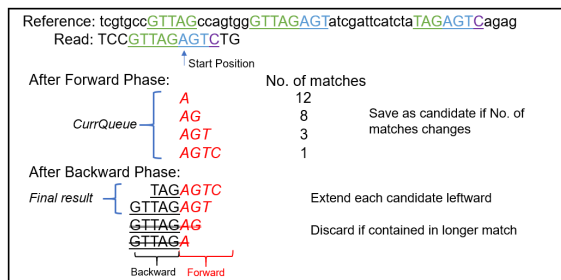 Reference: tcgtgccGTTAGccagtgggGTTAGAGTatcgattcatctaTAGAGTCagag
Read: TCCGTTAGAGTCTG
Start Position
After Forward Phase: No. of matches
A 12
AG 8
AGT 3
AGTC 1
CurrQueue
Save as candidate if No. of
matches changes
After Backward Phase:
Final result
TAGAGTC
GTTAGAGT
GTTAGAG
GTTAGA
Extend each candidate leftward
Discard if contained in longer match
Backward Forward